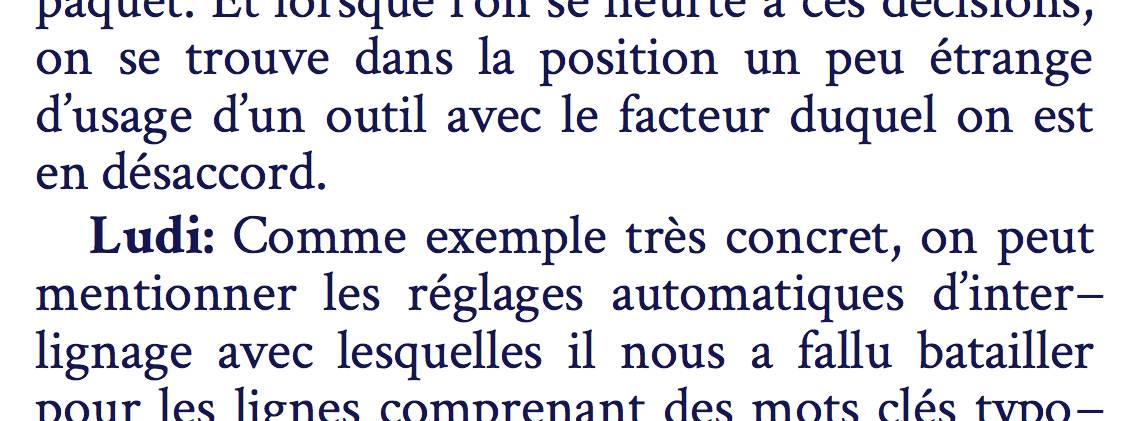 paquet. Et lorsque l’on se heurte à ces décisions,
on se trouve dans la position un peu étrange
d’usage d’un outil avec le facteur duquel on est
en désaccord.
Ludi: Comme exemple très concret, on peut
mentionner les réglages automatiques d’inter–
lignage avec lesquelles il nous a fallu batailler
pour les lignes comprenant des mots clés typo–